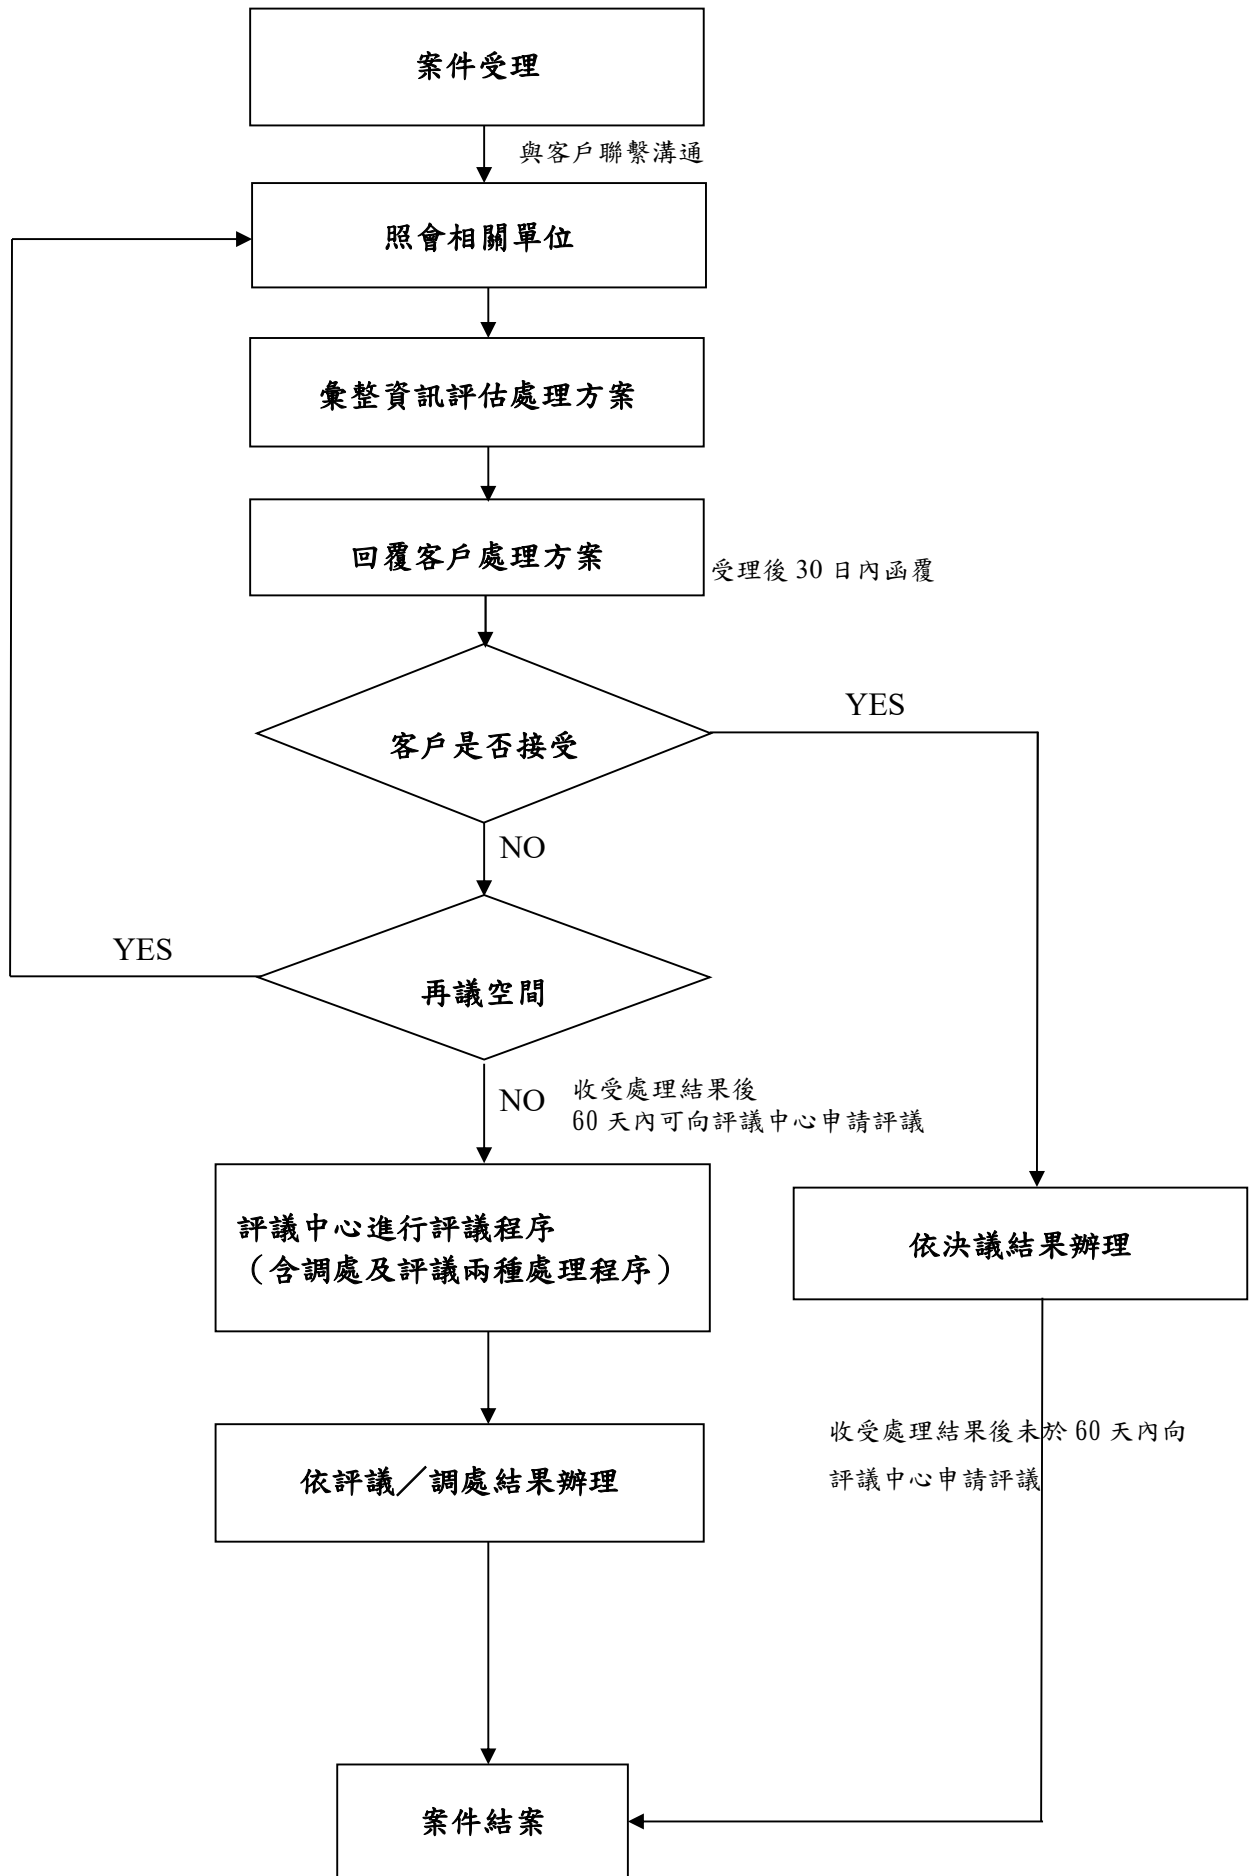 案件受理
與客戶聯繫溝通
照會相關單位
彙整資訊評估處理方案
回覆客戶處理方案
受理後 30 日內函覆
客戶是否接受
YES
NO
再議空間
YES
NO
收受處理結果後
60 天內可向評議中心申請評議
評議中心進行評議程序
（含調處及評議兩種處理程序）
依決議結果辦理
依評議／調處結果辦理
收受處理結果後未於 60 天內向
評議中心申請評議
案件結案